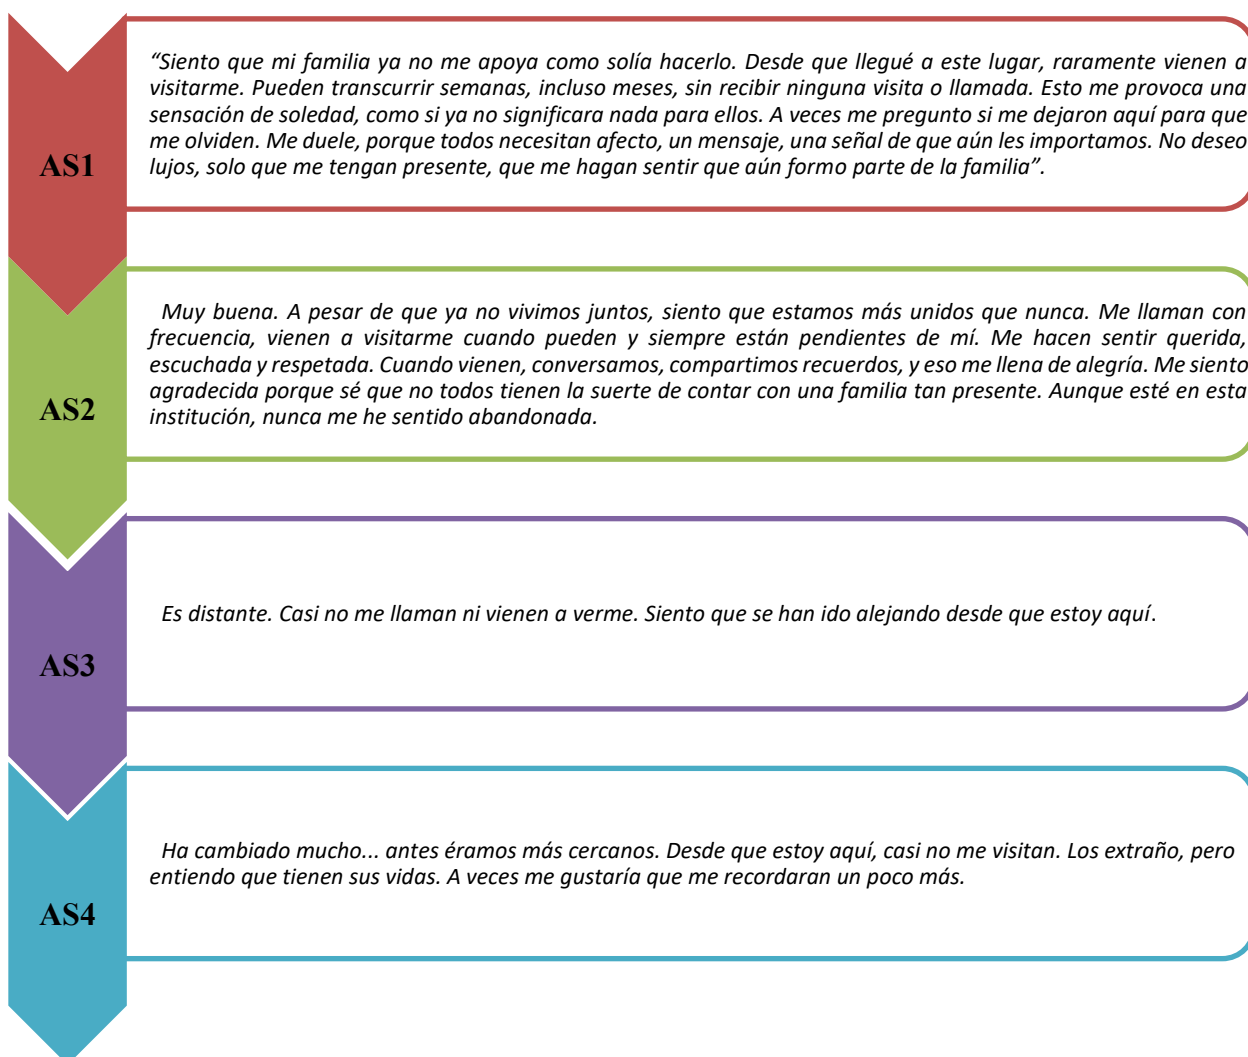 AS1
“Siento que mi familia ya no me apoya como solía hacerlo. Desde que llegué a este lugar, raramente vienen a
visitarme. Pueden transcurrir semanas, incluso meses, sin recibir ninguna visita o llamada. Esto me provoca una
sensación de soledad, como si ya no significara nada para ellos. A veces me pregunto si me dejaron aquí para que
me olviden. Me duele, porque todos necesitan afecto, un mensaje, una señal de que aún les importamos. No deseo
lujos, solo que me tengan presente, que me hagan sentir que aún formo parte de la familia”.
AS2
Muy buena. A pesar de que ya no vivimos juntos, siento que estamos más unidos que nunca. Me llaman con
frecuencia, vienen a visitarme cuando pueden y siempre están pendientes de mí. Me hacen sentir querida,
escuchada y respetada. Cuando vienen, conversamos, compartimos recuerdos, y eso me llena de alegría. Me siento
agradecida porque sé que no todos tienen la suerte de contar con una familia tan presente. Aunque esté en esta
institución, nunca me he sentido abandonada.
AS3
Es distante. Casi no me llaman ni vienen a verme. Siento que se han ido alejando desde que estoy aquí.
AS4
Ha cambiado mucho... antes éramos más cercanos. Desde que estoy aquí, casi no me visitan. Los extraño, pero
entiendo que tienen sus vidas. A veces me gustaría que me recordaran un poco más.